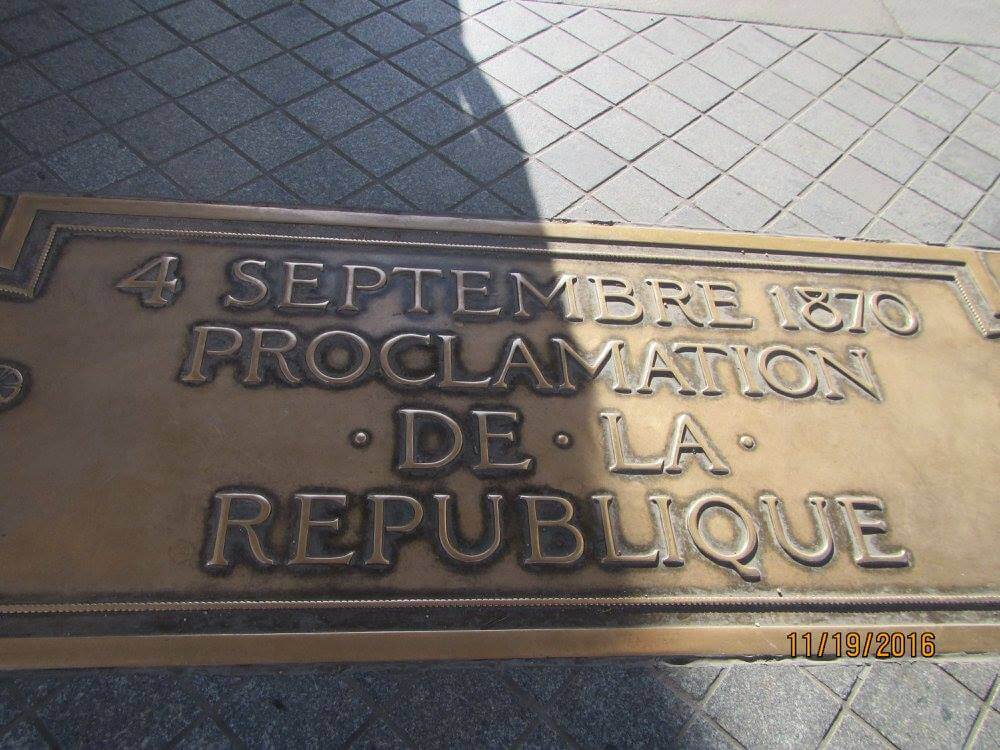 4 SEPTEMBRE 1870
PROCLAMATION
· DE · LA ·
REPUBLIQUE
11/19/2016